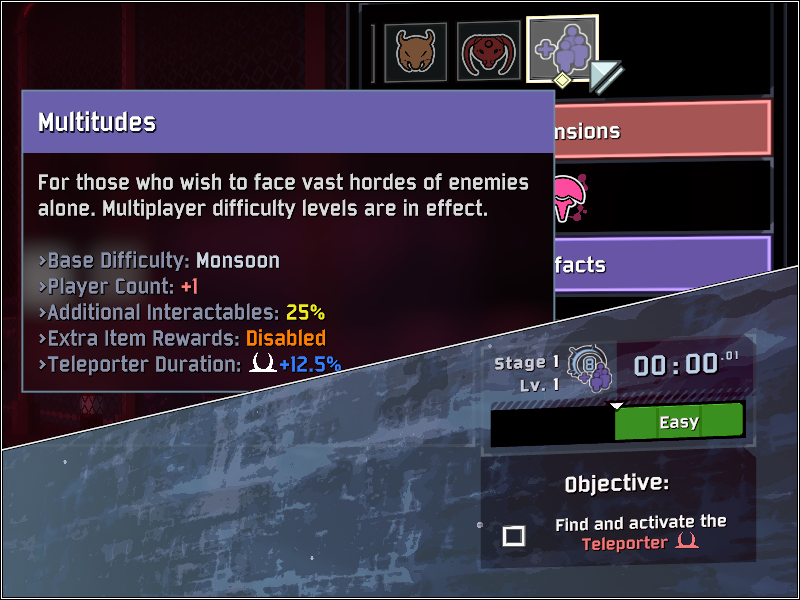 Multitudes
For those who wish to face vast hordes of enemies
alone. Multiplayer difficulty levels are in effect.
>Base Difficulty: Monsoon
>Player Count: +1
>Additional Interactables: 25%
>Extra Item Rewards: Disabled
>Teleporter Duration: +12.5%
nsions
facts
Stage 1
Lv. 1
8
00:00.01
Easy
Objective:
Find and activate the
Teleporter